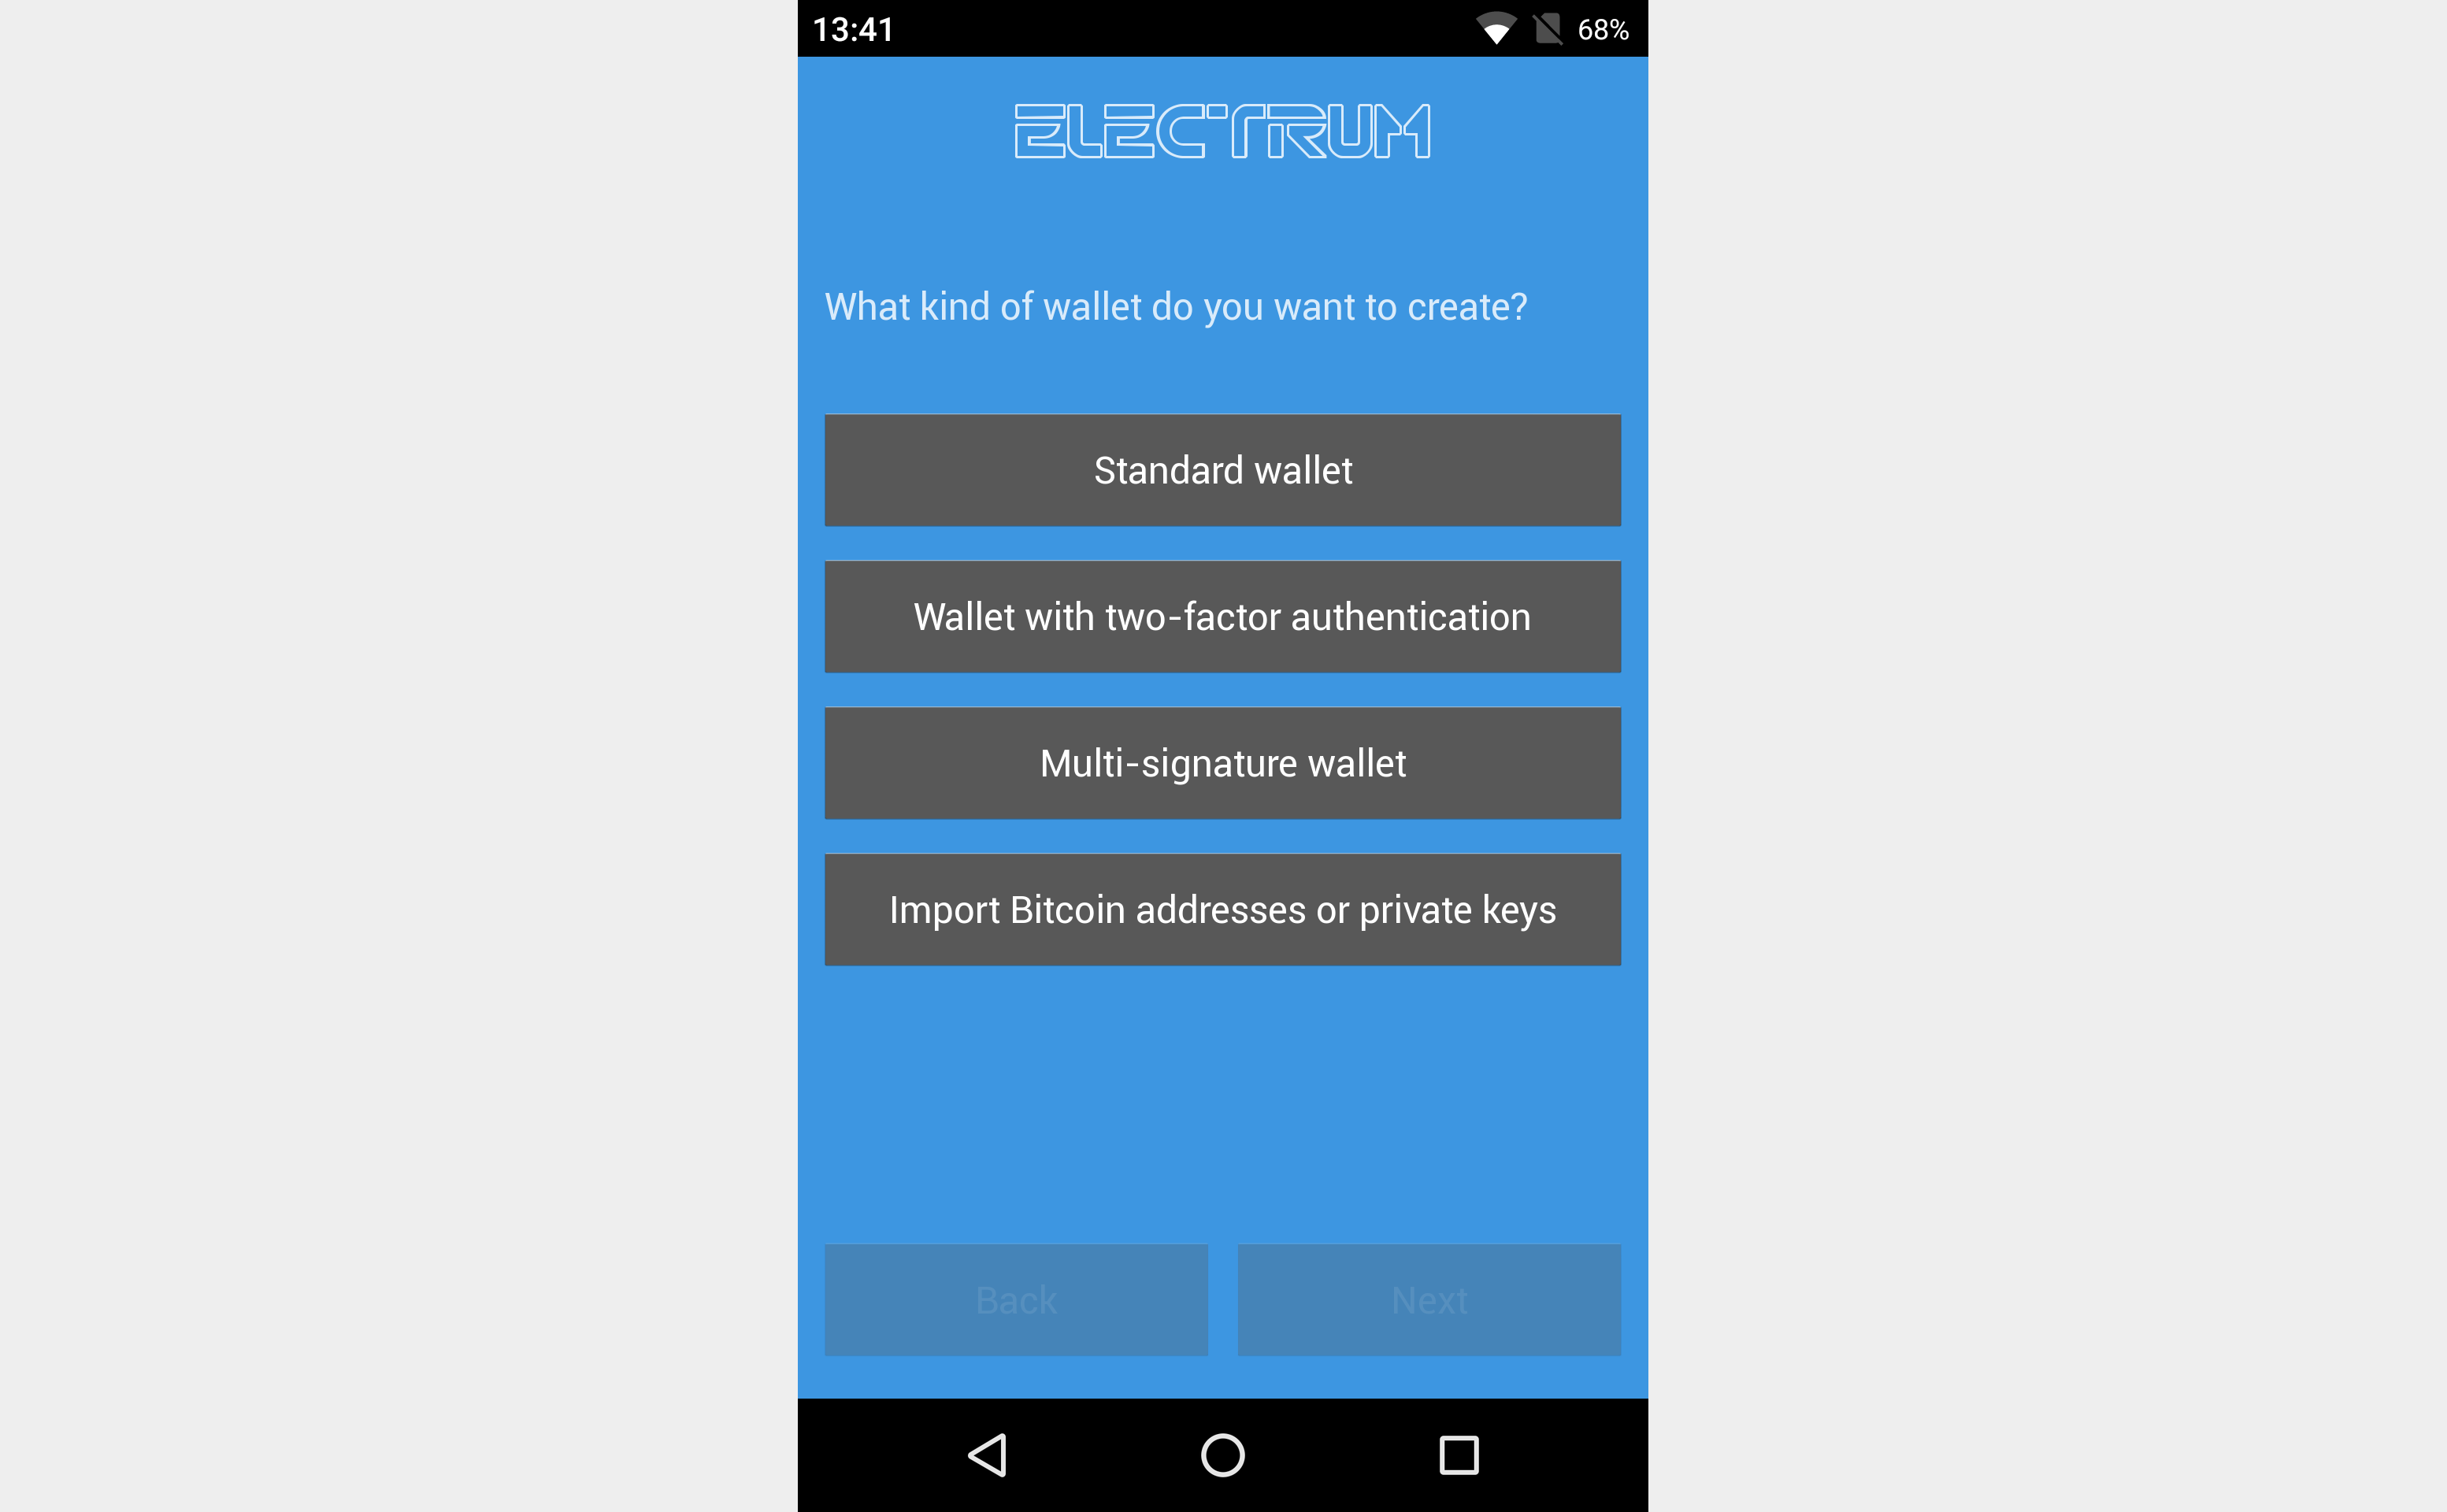 13:41
68%
ELECTRUM
What kind of wallet do you want to create?
Standard wallet
Wallet with two-factor authentication
Multi-signature wallet
Import Bitcoin addresses or private keys
Back
Next